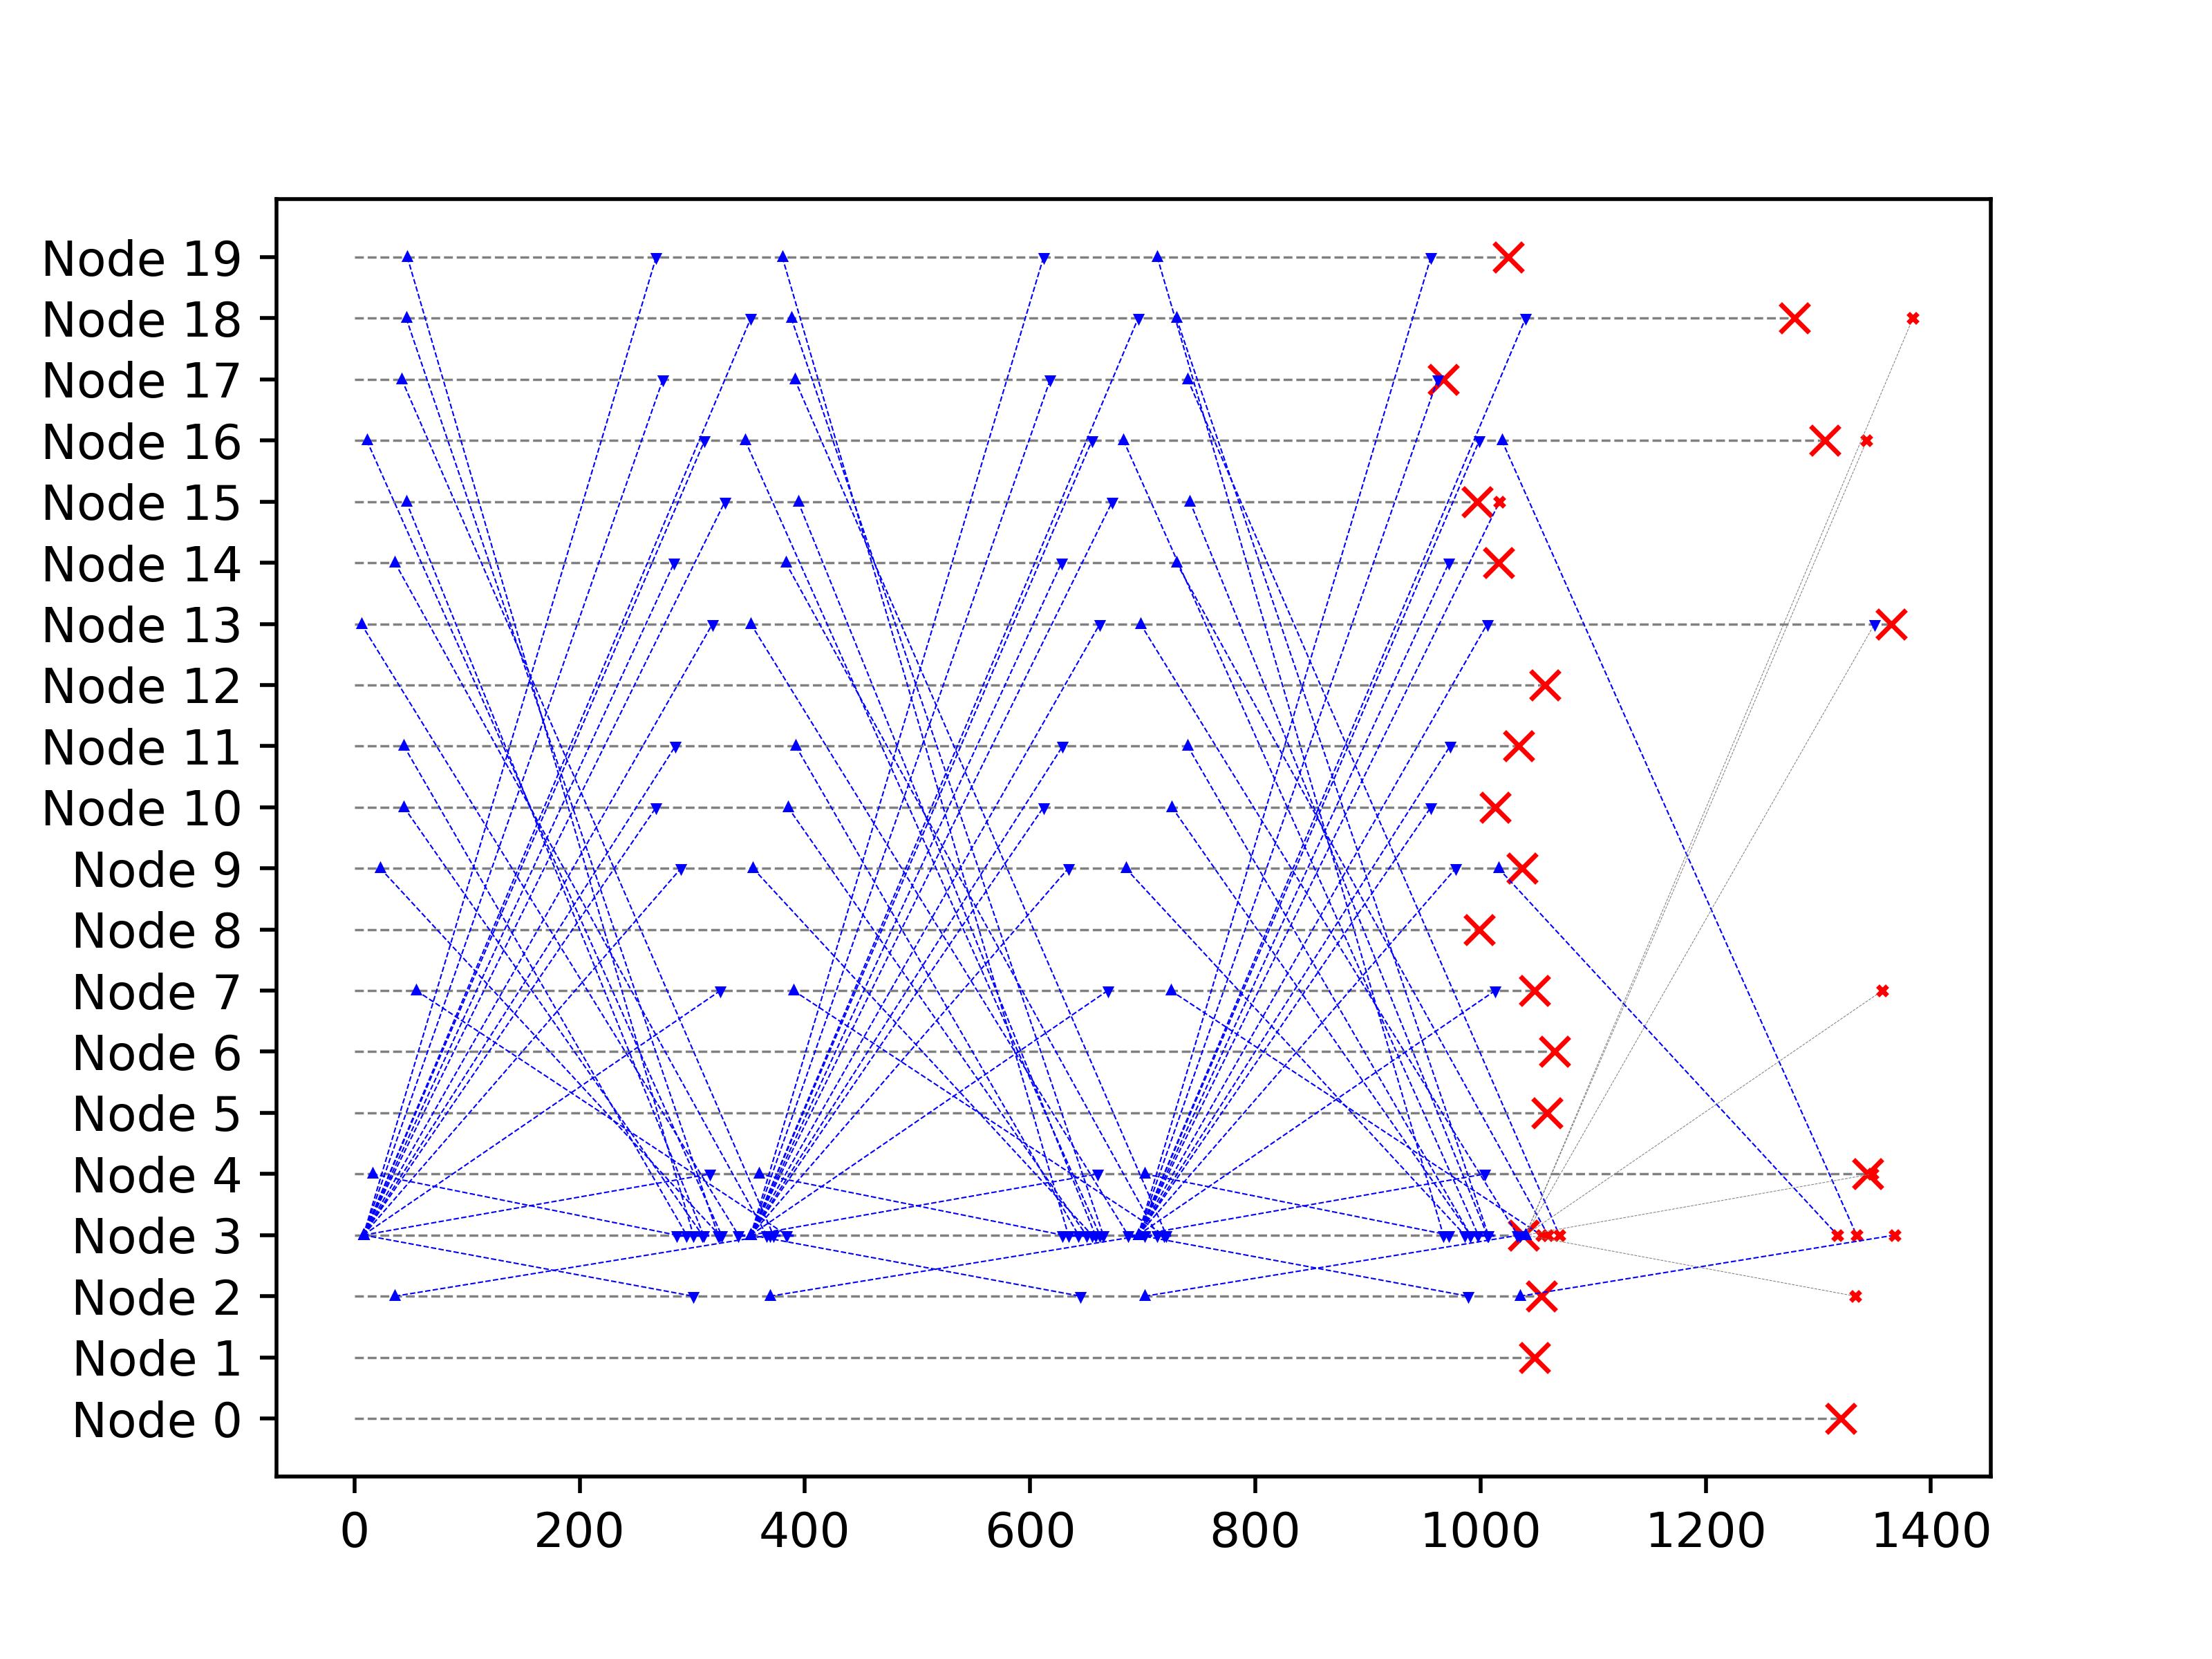 Node 19
Node 18
Node 17
Node 16
Node 15
Node 14
Node 13
Node 12
Node 11
Node 10
Node 9
Node 8
Node 7
Node 6
Node 5
Node 4
Node 3
Node 2
Node 1
Node 0
0 200 400 600 800 1000 1200 1400